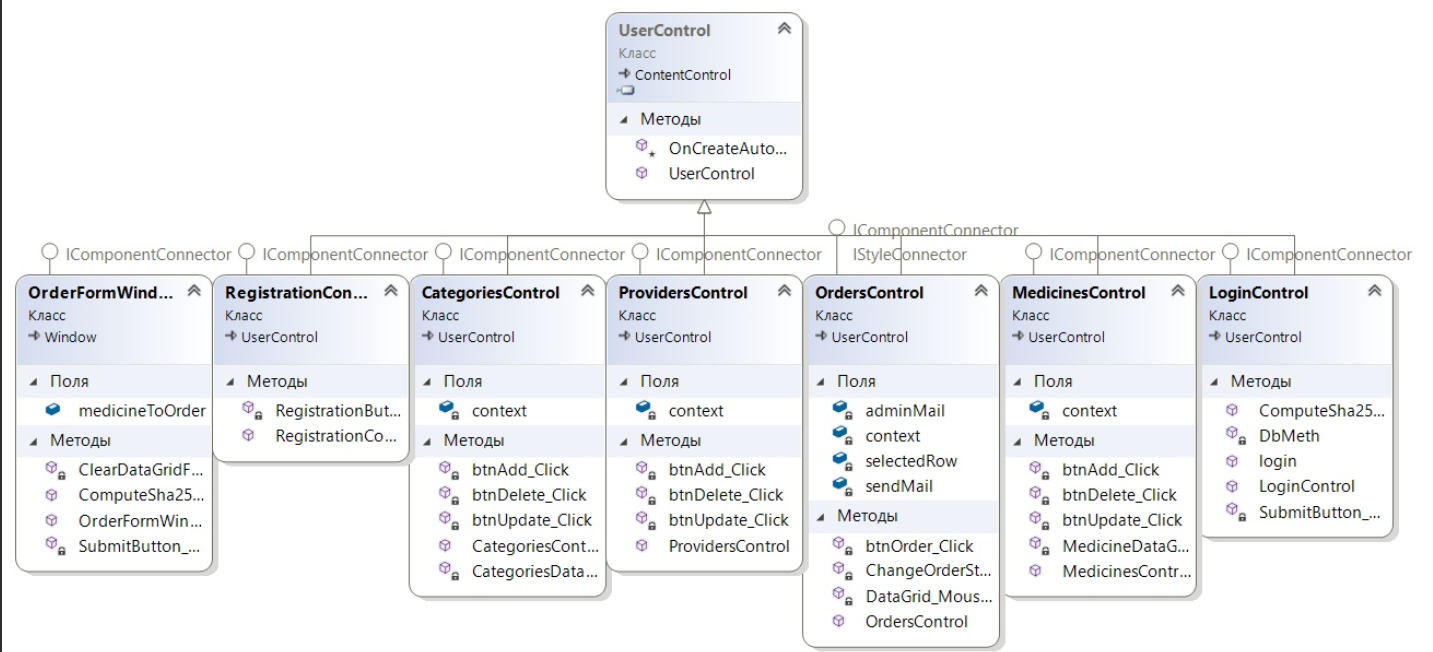 UserControl
Класс
ContentControl
Методы
OnCreateAuto...
UserControl
IComponentConnector
OrderFormWind...
Класс
Window
Поля
medicineToOrder
Методы
ClearDataGridF...
ComputeSha25...
OrderFormWin...
SubmitButton_...
IComponentConnector
RegistrationCon...
Класс
UserControl
Методы
RegistrationBut...
RegistrationCo...
IComponentConnector
CategoriesControl
Класс
UserControl
Поля
context
Методы
btnAdd_Click
btnDelete_Click
btnUpdate_Click
CategoriesCont...
CategoriesData...
IComponentConnector
ProvidersControl
Класс
UserControl
Поля
context
Методы
btnAdd_Click
btnDelete_Click
btnUpdate_Click
ProvidersControl
IComponentConnector
IStyleConnector
OrdersControl
Класс
UserControl
Поля
adminMail
context
selectedRow
sendMail
Методы
btnOrder_Click
ChangeOrderSt...
DataGrid_Mous...
OrdersControl
IComponentConnector
MedicinesControl
Класс
UserControl
Поля
context
Методы
btnAdd_Click
btnDelete_Click
btnUpdate_Click
MedicineDataG...
MedicinesContr...
IComponentConnector
LoginControl
Класс
UserControl
Методы
ComputeSha25...
DbMeth
login
LoginControl
SubmitButton_...